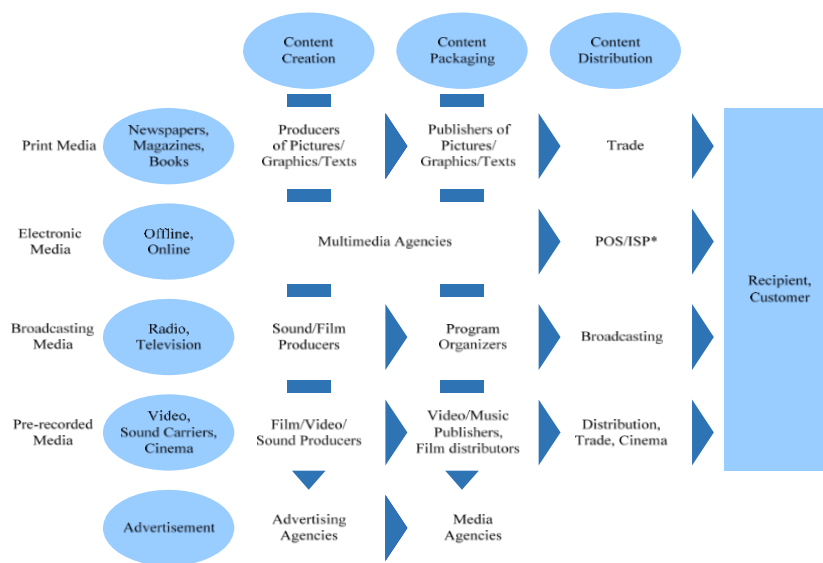 Content
Creation
Content
Packaging
Content
Distribution
Print Media
Newspapers,
Magazines,
Books
Producers
of Pictures/
Graphics/Texts
Publishers of
Pictures/
Graphics/Texts
Trade
Electronic
Media
Offline,
Online
Multimedia Agencies
POS/ISP*
Recipient,
Customer
Broadcasting
Media
Radio,
Television
Sound/Film
Producers
Program
Organizers
Broadcasting
Pre-recorded
Media
Video,
Sound Carriers,
Cinema
Film/Video/
Sound Producers
Video/Music
Publishers,
Film distributors
Distribution,
Trade, Cinema
Advertisement
Advertising
Agencies
Media
Agencies